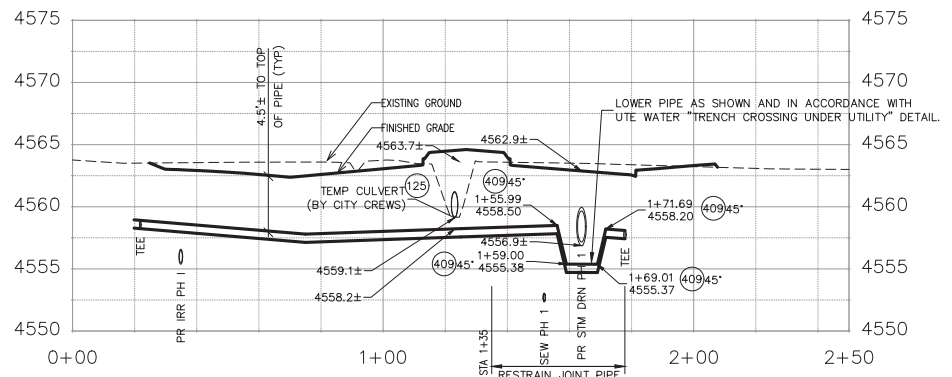 4575
4575
4570
4570
4565
4565
4560
4560
4555
4555
4550
4550
4.5'± TO TOP
OF PIPE (TYP)
EXISTING GROUND
FINISHED GRADE
4563.7±
4562.9±
LOWER PIPE AS SHOWN AND IN ACCORDANCE WITH
UTE WATER "TRENCH CROSSING UNDER UTILITY" DETAIL.
TEMP CULVERT
(BY CITY CREWS)
125
409 45°
1+55.99
4558.50
1+71.69
4558.20
409 45°
TEE
PR IRR PH I
4559.1±
4558.2±
409 45°
4556.9±
1+59.00
4555.38
1+69.01
4555.37
409 45°
TEE
STA 1+35
SEW PH 1
PR STM DRN PH 1
RESTRAIN JOINT PIPE
0+00
1+00
2+00
2+50